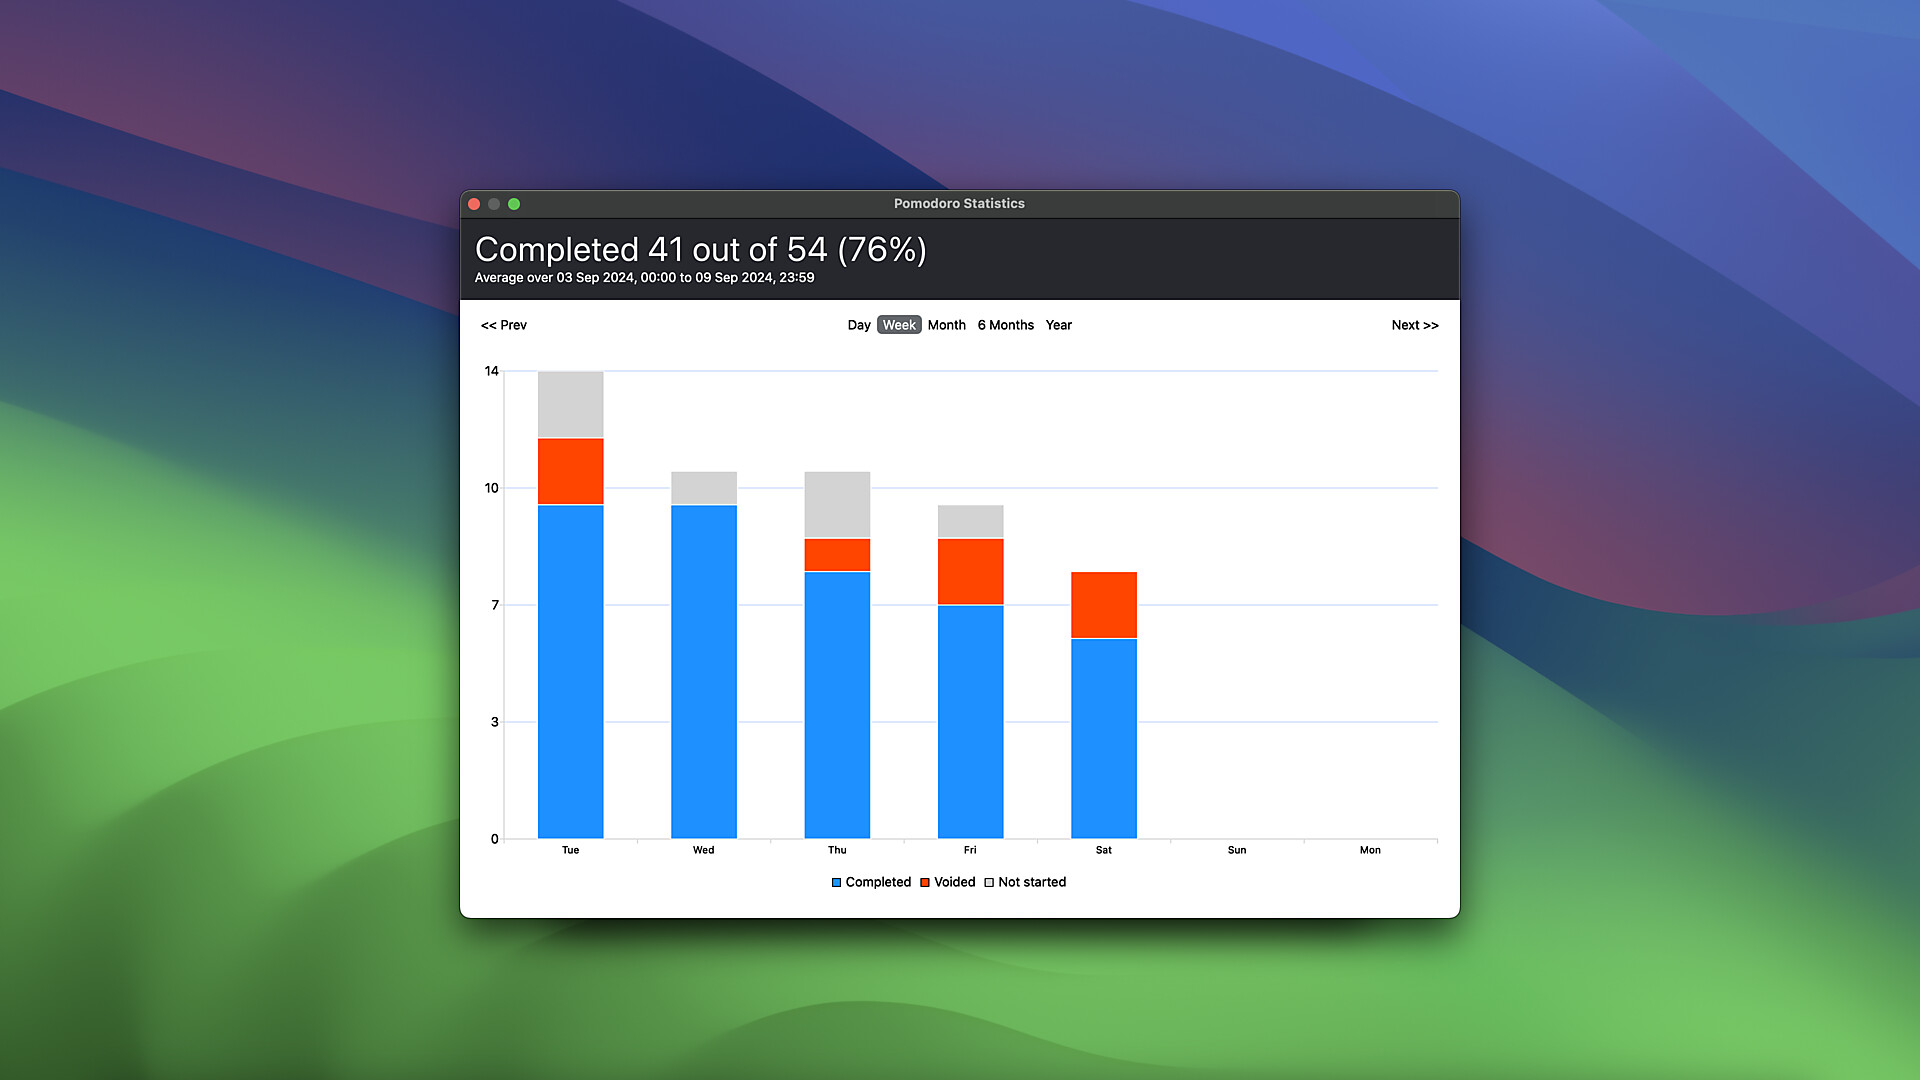 Pomodoro Statistics
Completed 41 out of 54 (76%)
Average over 03 Sep 2024, 00:00 to 09 Sep 2024, 23:59
<< Prev Day Week Month 6 Months Year Next >>
14
10
7
3
0
Tue Wed Thu Fri Sat Sun Mon
Completed Voided Not started